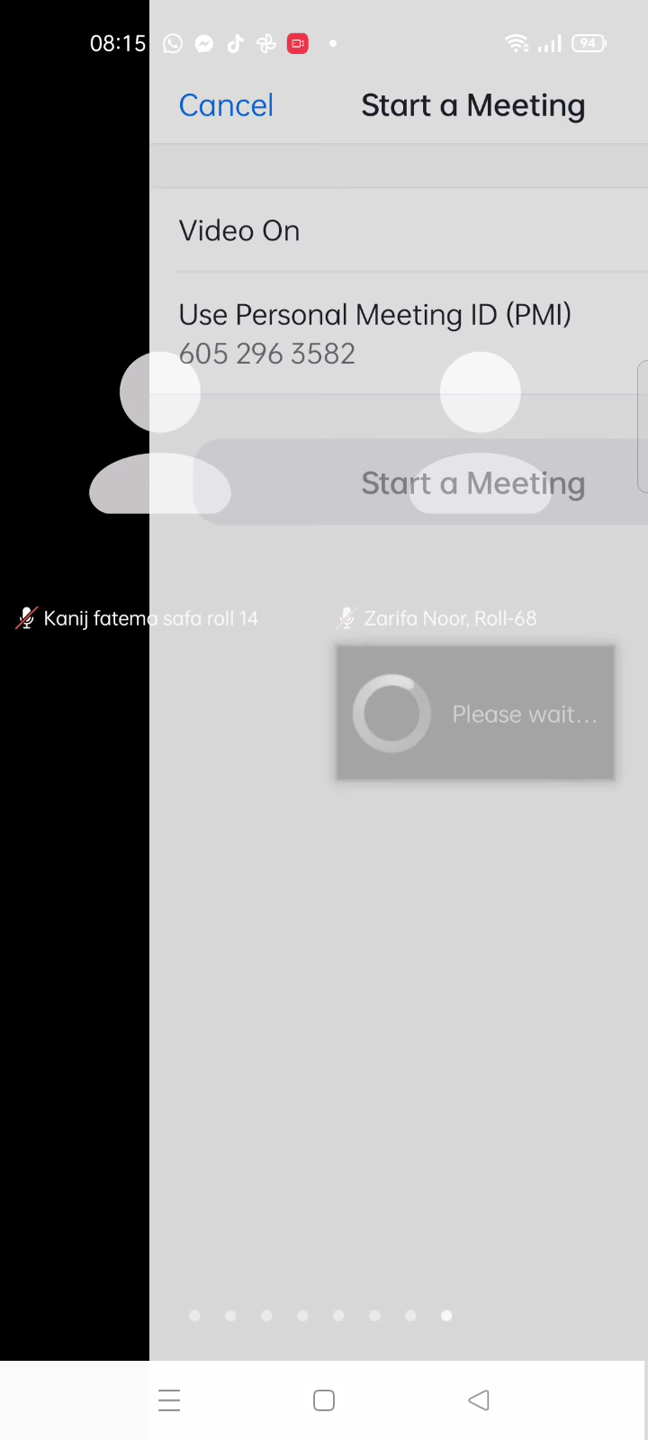 08:15
94
Cancel
Start a Meeting
Video On
Use Personal Meeting ID (PMI)
605 296 3582
Start a Meeting
Kanij fatema safa roll 14
Zarifa Noor, Roll-68
Please wait...